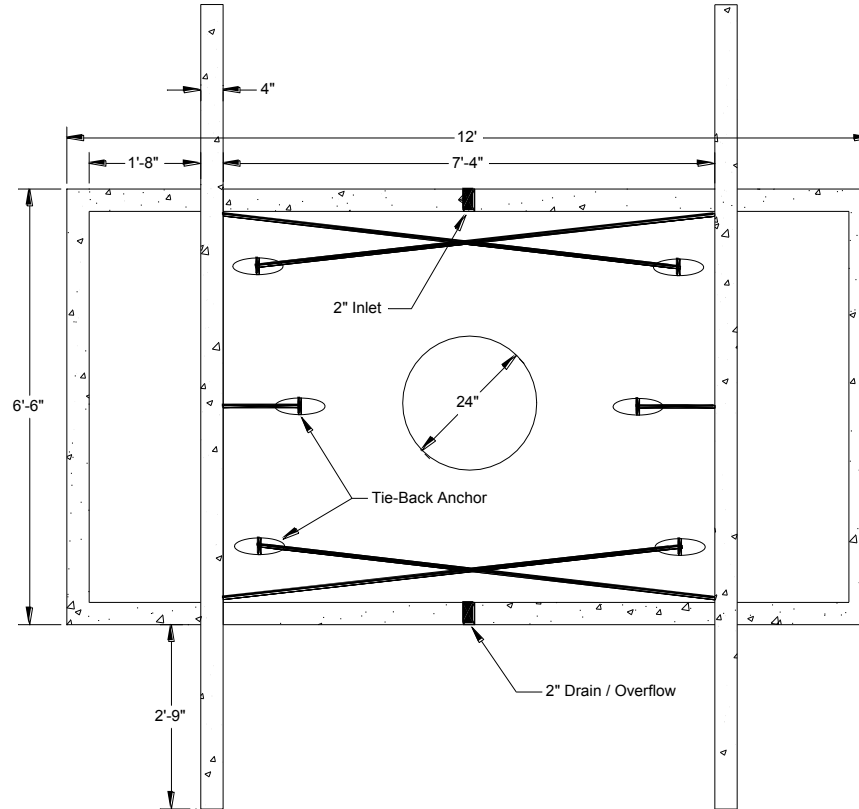 4"
12'
1'-8"
7'-4"
2" Inlet
24"
6'-6"
Tie-Back Anchor
2" Drain / Overflow
2'-9"